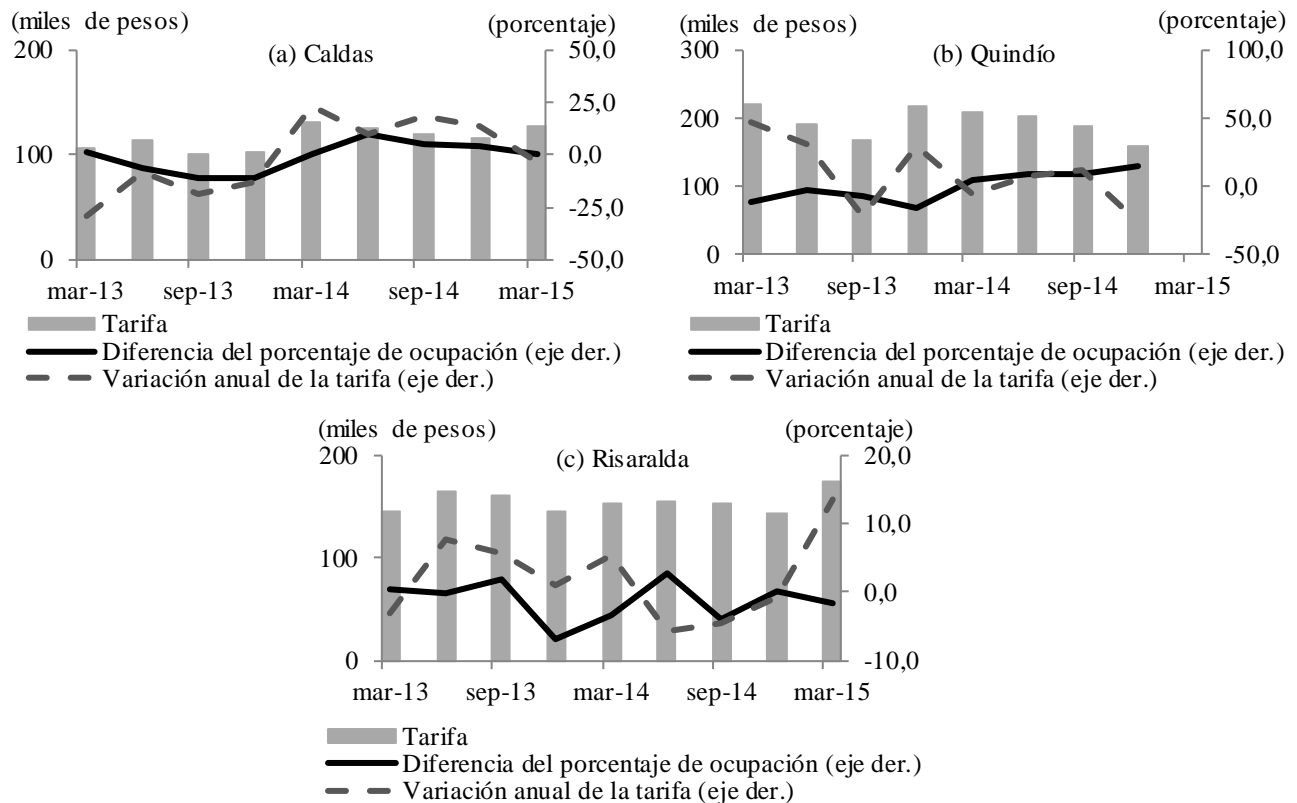 (miles de pesos) (porcentaje)
(a) Caldas
200 50,0
25,0
100 0,0
-25,0
0 -50,0
mar-13 sep-13 mar-14 sep-14 mar-15
Tarifa
Diferencia del porcentaje de ocupación (eje der.)
Variación anual de la tarifa (eje der.)
(miles de pesos) (porcentaje)
(b) Quindío
300 100,0
200 50,0
100 0,0
0 -50,0
mar-13 sep-13 mar-14 sep-14 mar-15
Tarifa
Diferencia del porcentaje de ocupación (eje der.)
Variación anual de la tarifa (eje der.)
(miles de pesos) (porcentaje)
(c) Risaralda
200 20,0
10,0
100
0,0
0 -10,0
mar-13 sep-13 mar-14 sep-14 mar-15
Tarifa
Diferencia del porcentaje de ocupación (eje der.)
Variación anual de la tarifa (eje der.)